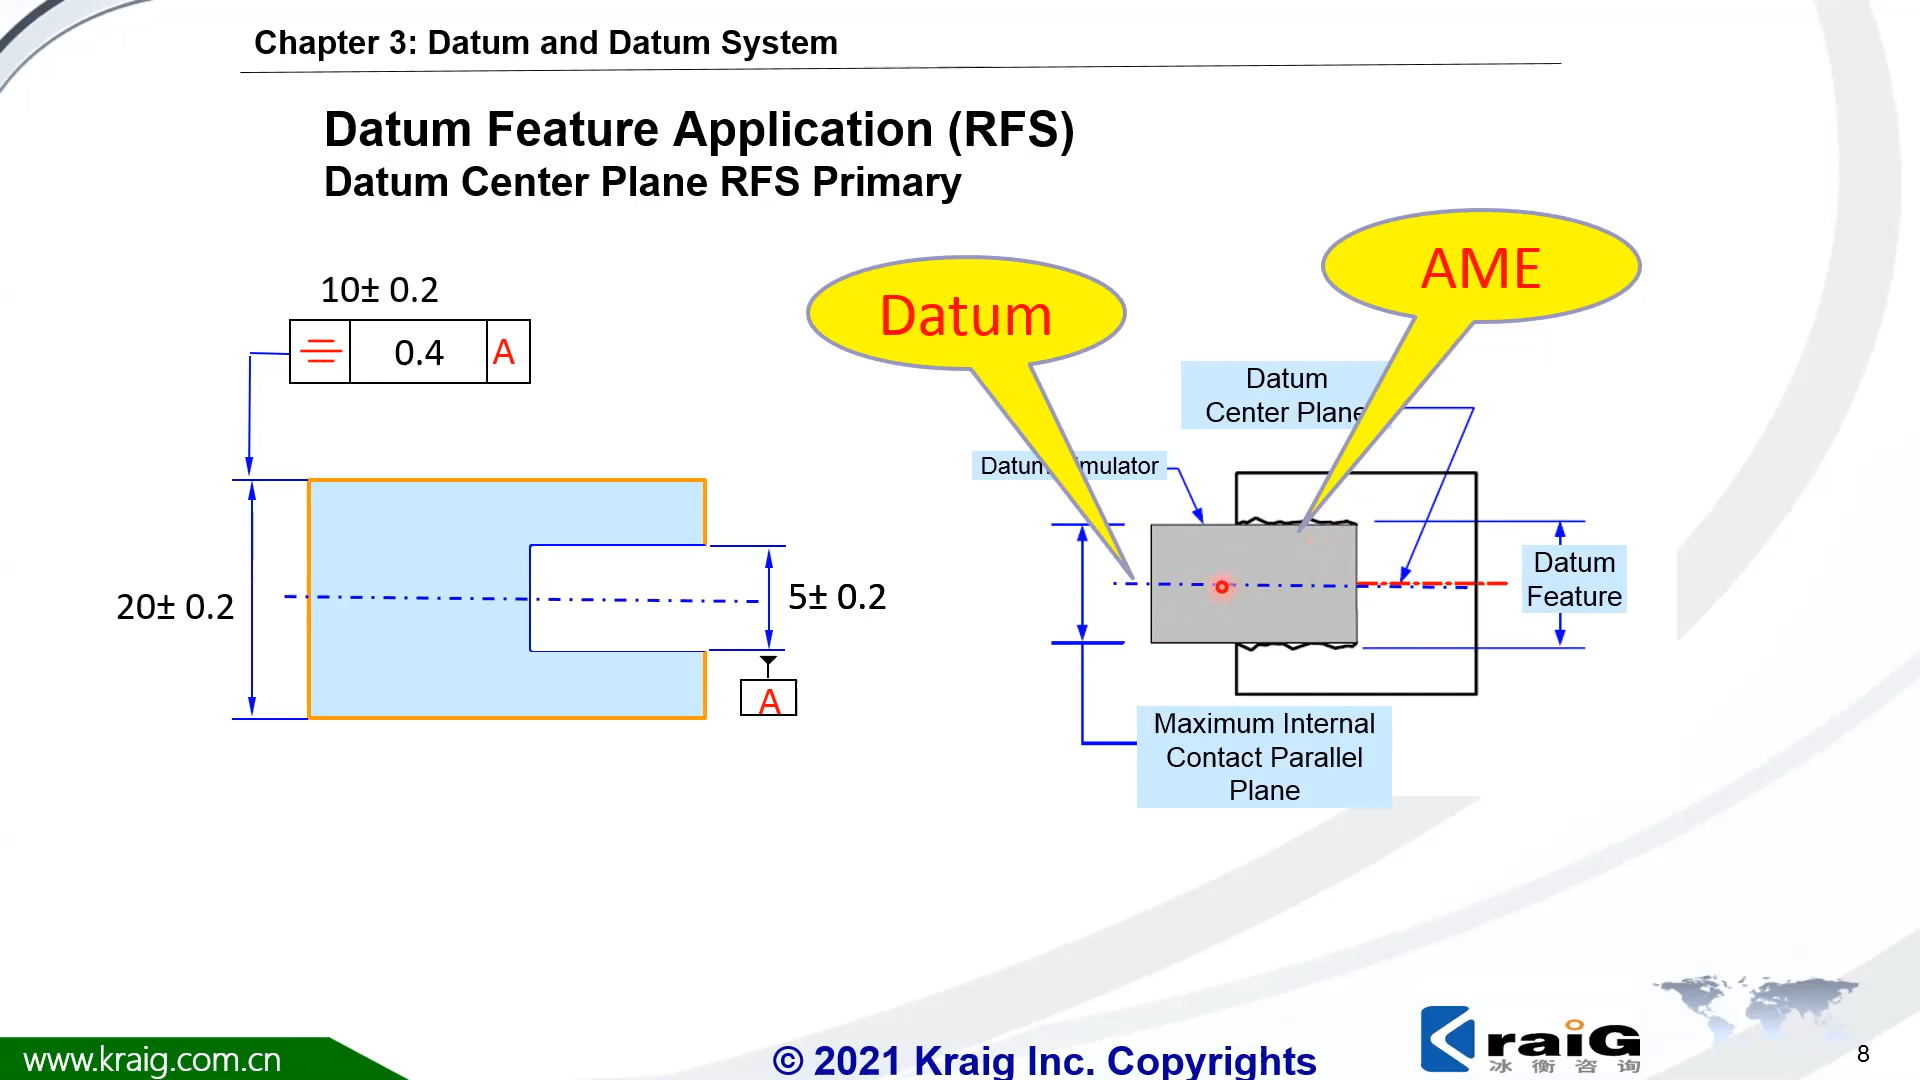 Chapter 3: Datum and Datum System
Datum Feature Application (RFS)
Datum Center Plane RFS Primary
10± 0.2
0.4
A
20± 0.2
5± 0.2
A
Datum
AME
Datum
Center Plane
Datum mulator
Datum
Feature
Maximum Internal
Contact Parallel
Plane
www.kraig.com.cn
© 2021 Kraig Inc. Copyrights
KraiG
冰 衡 咨 询
8